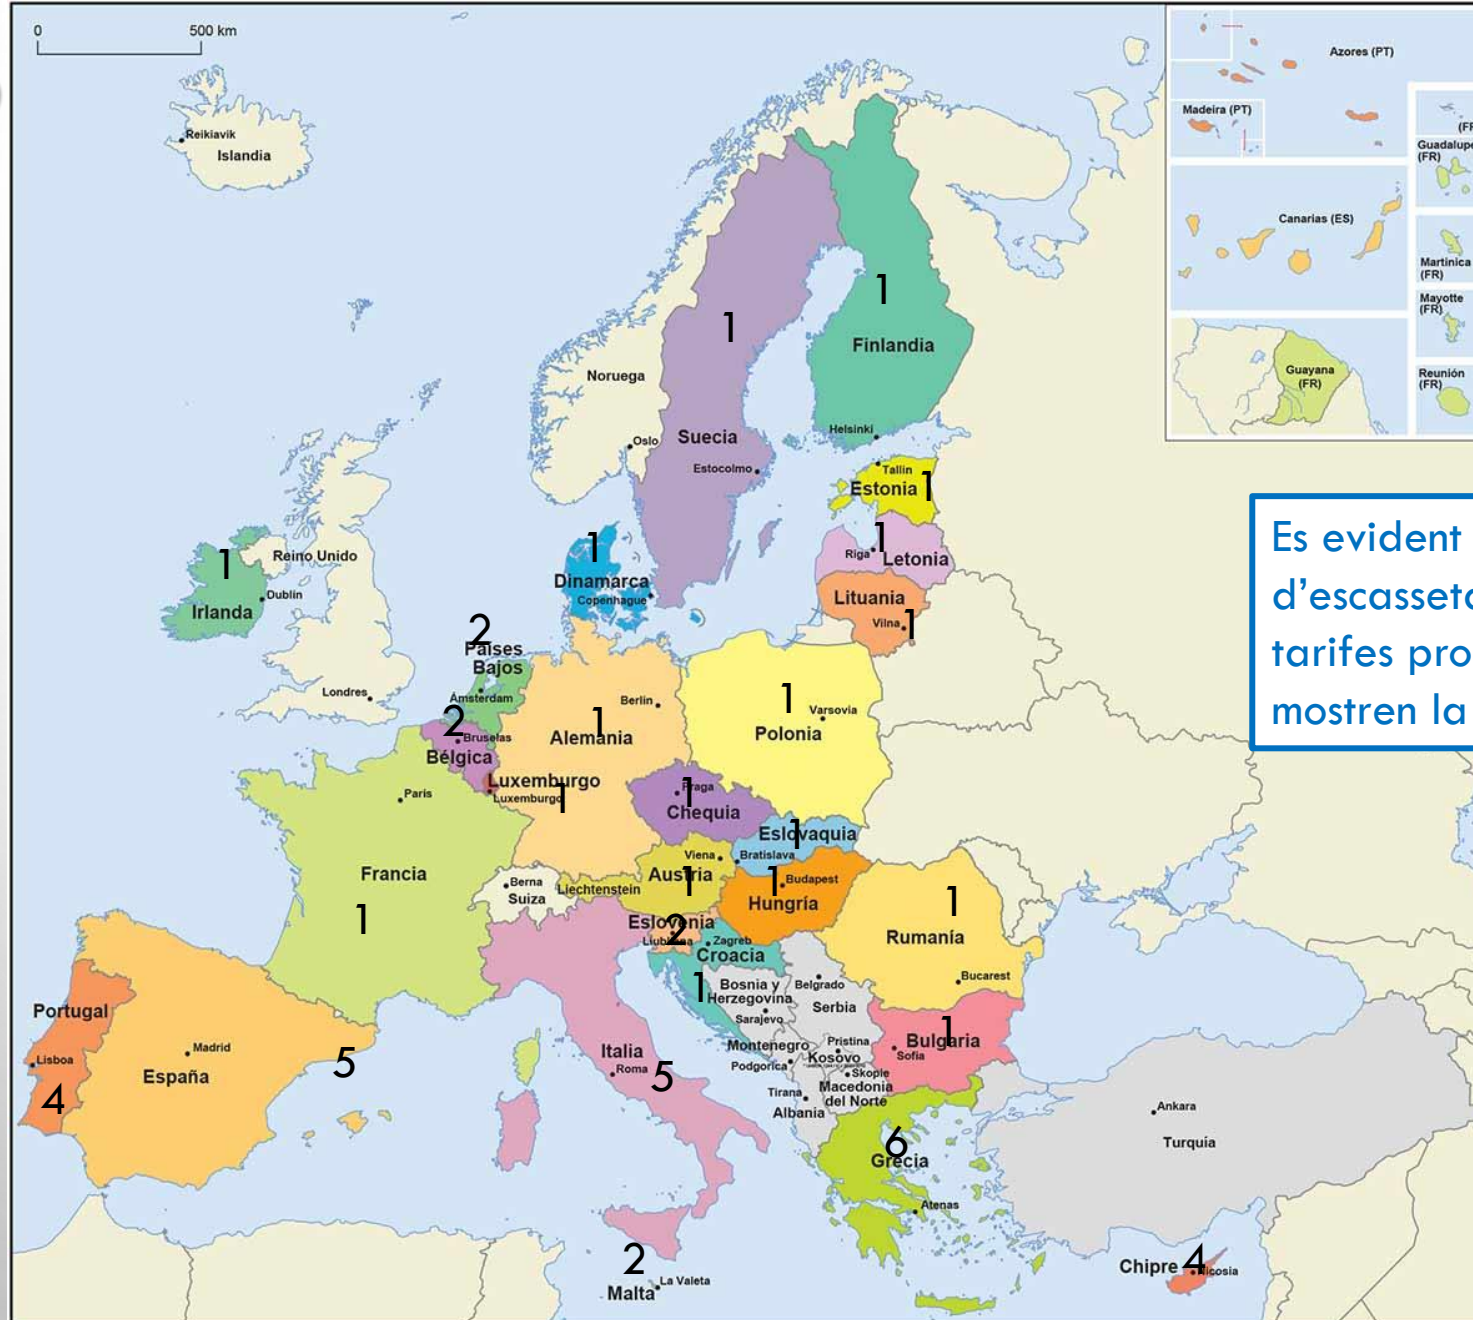 0 500 km
Azores (PT)
Madeira (PT)
Guadalupe
(FR)
Canarias (ES)
Martinica
(FR)
Mayotte
(FR)
Guayana
(FR)
Reunión
(FR)
Reikiavik
Islandia
1
1
Finlandia
Noruega
Helsinki
Oslo
Suecia
Estocolmo
Tallin
Estonia 1
1
Riga
Letonia
Lituania
Vilna
1
1
Reino Unido
Dublín
Irlanda
1
Dinamarca
Copenhague
2
Países
Bajos
Ámsterdam
Londres
Berlín
1
Alemania
1
Varsovia
Polonia
2
Bruselas
Bélgica
Luxemburgo
Luxemburgo
1
París
Praga
1
Chequia
Eslovaquia
1
Bratislava
Viena
Austria
1
Budapest
1
Hungría
Francia
1
Berna
Suiza
Liechtenstein
Eslovenia
2
Liubliana
Zagreb
Croacia
1
1
Rumanía
Bucarest
Bosnia y
Herzegovina
Sarajevo
Belgrado
Serbia
Montenegro
Podgorica
Pristina
Kosovo
Skopie
Macedonia
del Norte
Tirana
Albania
Bulgaria
1
Sofía
Portugal
Lisboa
4
Madrid
España
5
Italia
Roma
5
6
Grecia
Atenas
Ankara
Turquía
2
Malta
La Valeta
Chipre 4
Nicosia
Es evident
d'escasseta
tarifes pro
mostren la